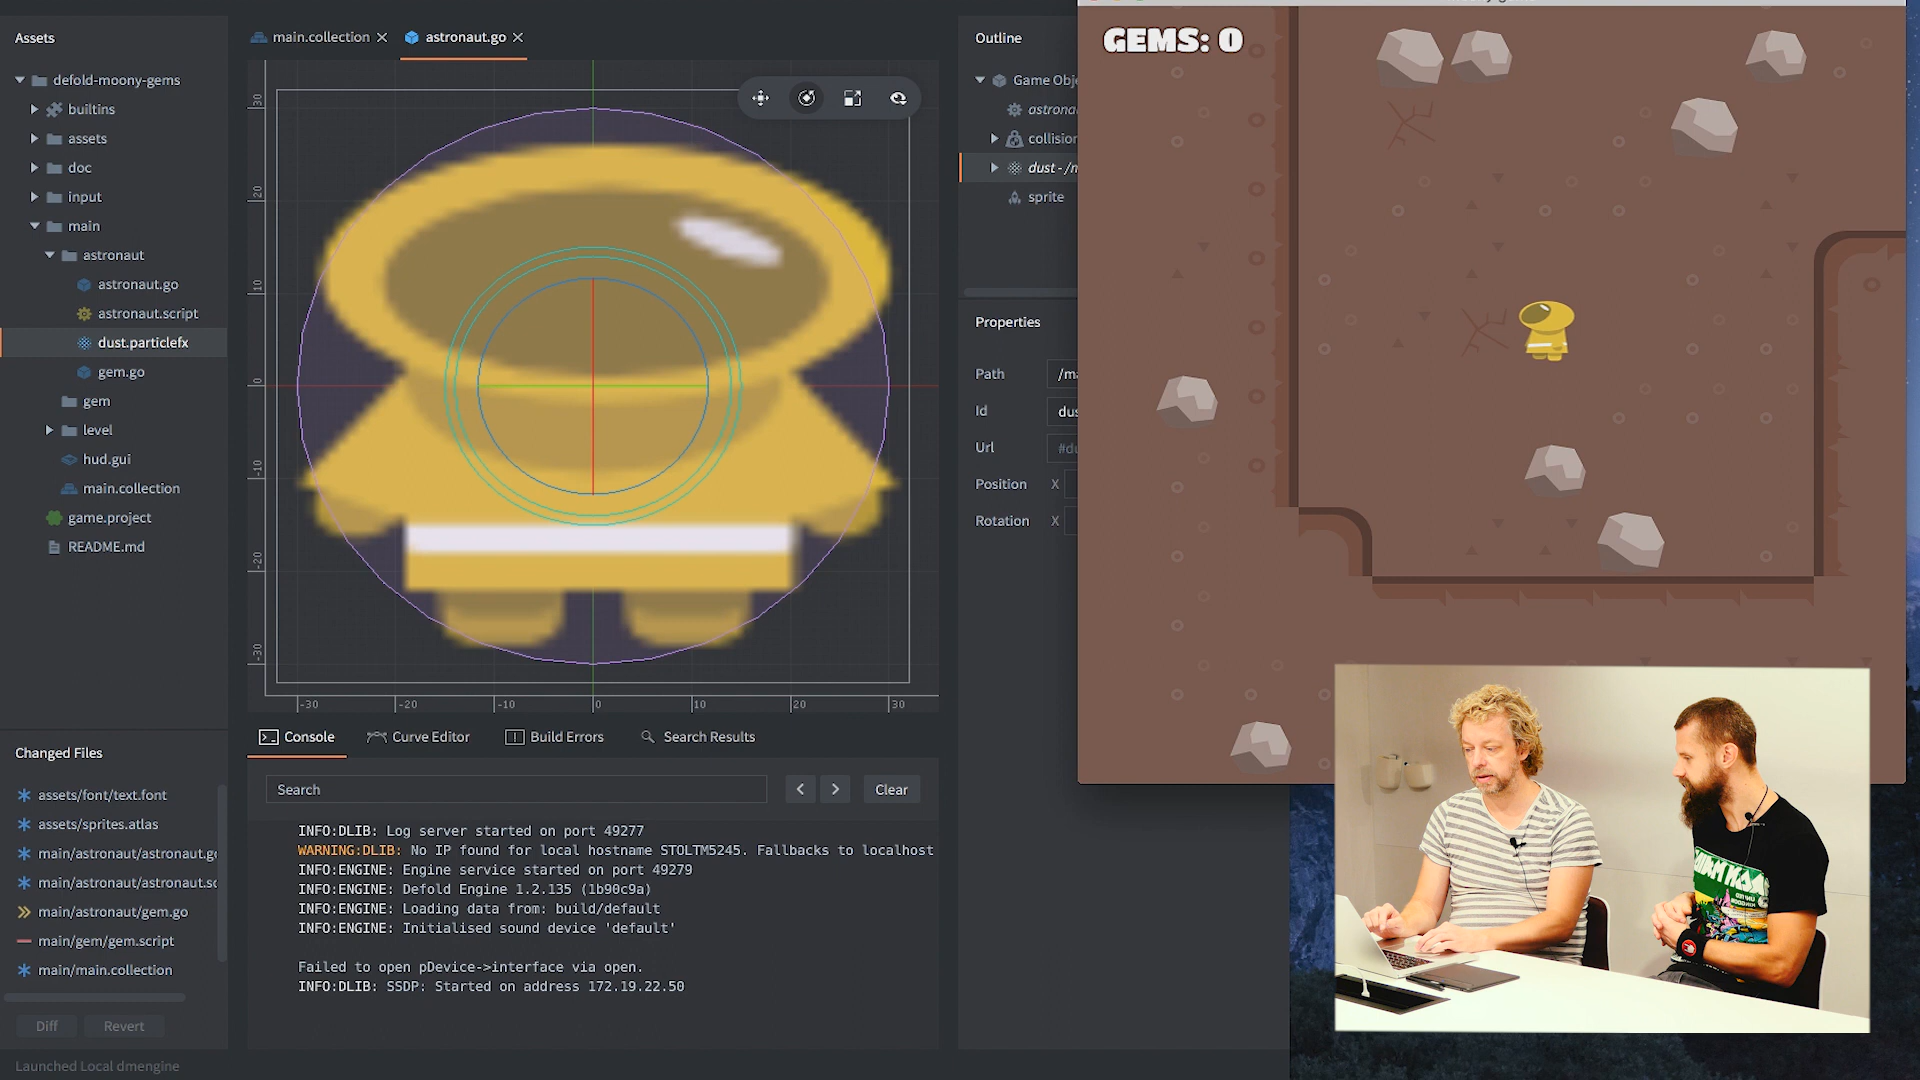 Assets
defold-moony-gems
builtins
assets
doc
input
main
astronaut
astronaut.go
astronaut.script
dust.particlefx
gem.go
gem
level
hud.gui
main.collection
game.project
README.md
Changed Files
assets/font/text.font
assets/sprites.atlas
main/astronaut/astronaut.go
main/astronaut/astronaut.sc
main/astronaut/gem.go
main/gem/gem.script
main/main.collection
Diff Revert
Launched Local dmengine
main.collection astronaut.go
30
20
10
0
-10
-20
-30
-30 -20 -10 0 10 20 30
Console Curve Editor Build Errors Search Results
Search Clear
INFO:DLIB: Log server started on port 49277
WARNING:DLIB: No IP found for local hostname STOLTM5245. Fallbacks to localhost
INFO:ENGINE: Engine service started on port 49279
INFO:ENGINE: Defold Engine 1.2.135 (1b90c9a)
INFO:ENGINE: Loading data from: build/default
INFO:ENGINE: Initialised sound device 'default'
Failed to open pDevice->interface via open.
INFO:DLIB: SSDP: Started on address 172.19.22.50
Outline
Game Obje
astrona
collision
dust - /m
sprite
Properties
Path /ma
Id dus
Url #du
Position X
Rotation X
GEMS: 0